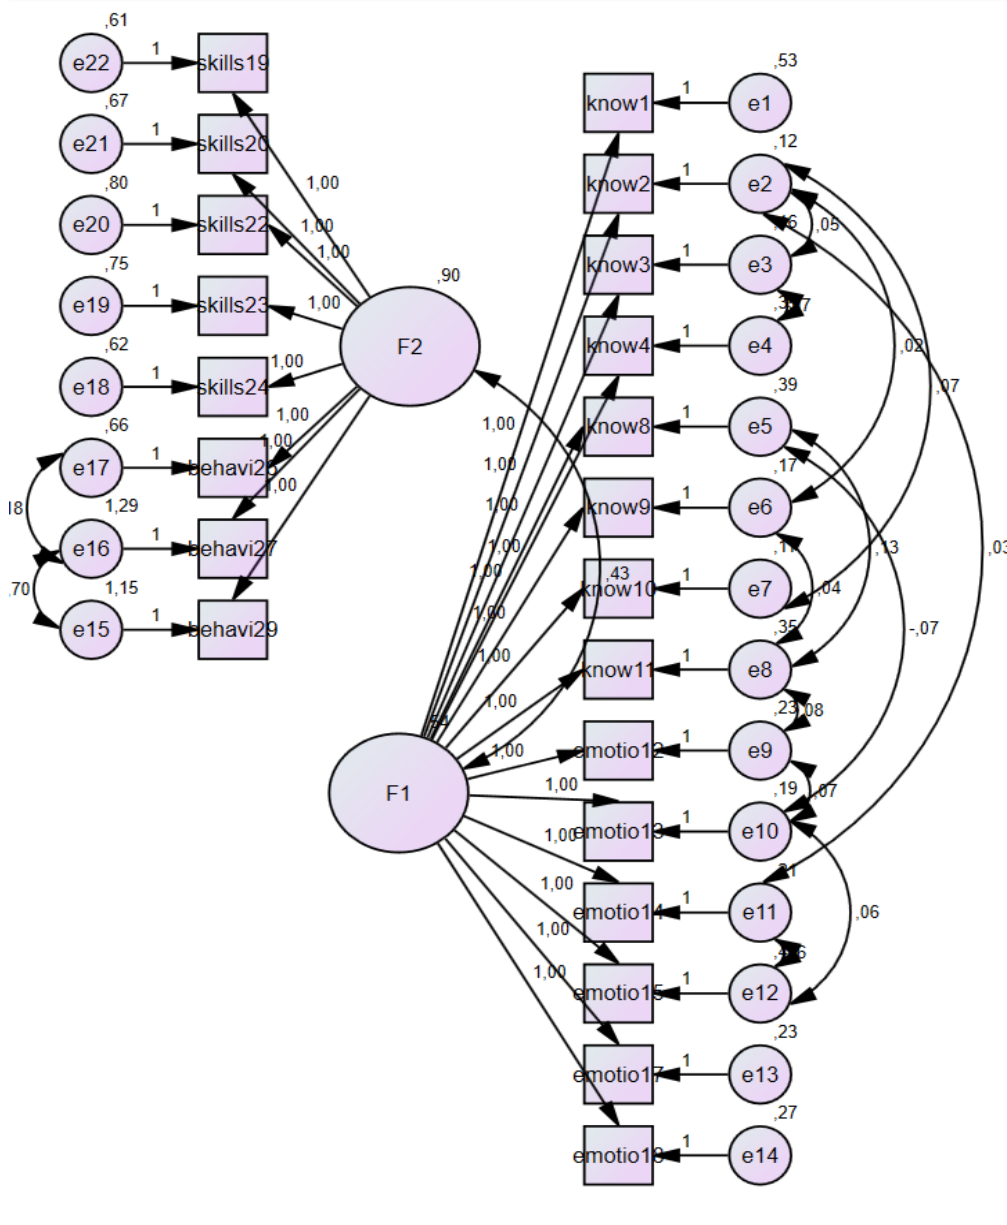 ,61
e22 1 skills19
,67
e21 1 skills20
,80
e20 1 skills22
,75
e19 1 skills23
,62
e18 1 skills24
,66
e17 1 behavi25
1,29
e16 1 behavi27
1,15
e15 1 behavi29
,70
,90
F2
1,00
1,00
1,00
1,00
1,00
1,00
1,00
1,00
,43
,54
F1
1,00
1,00
1,00
1,00
1,00
1,00
1,00
1,00
1,00
1,00
1,00
1,00
1,00
1,00
,53
know1 1 e1
,12
know2 1 e2
know3 1 e3
know4 1 e4
,39
know8 1 e5
,17
know9 1 e6
know10 1 e7
,35
know11 1 e8
,23
emotio12 1 e9
,19
emotio13 1 e10
emotio14 1 e11
emotio15 1 e12
,23
emotio17 1 e13
,27
emotio18 1 e14
,05
,02
,07
,03
,13
,04
-,07
,08
,07
,06